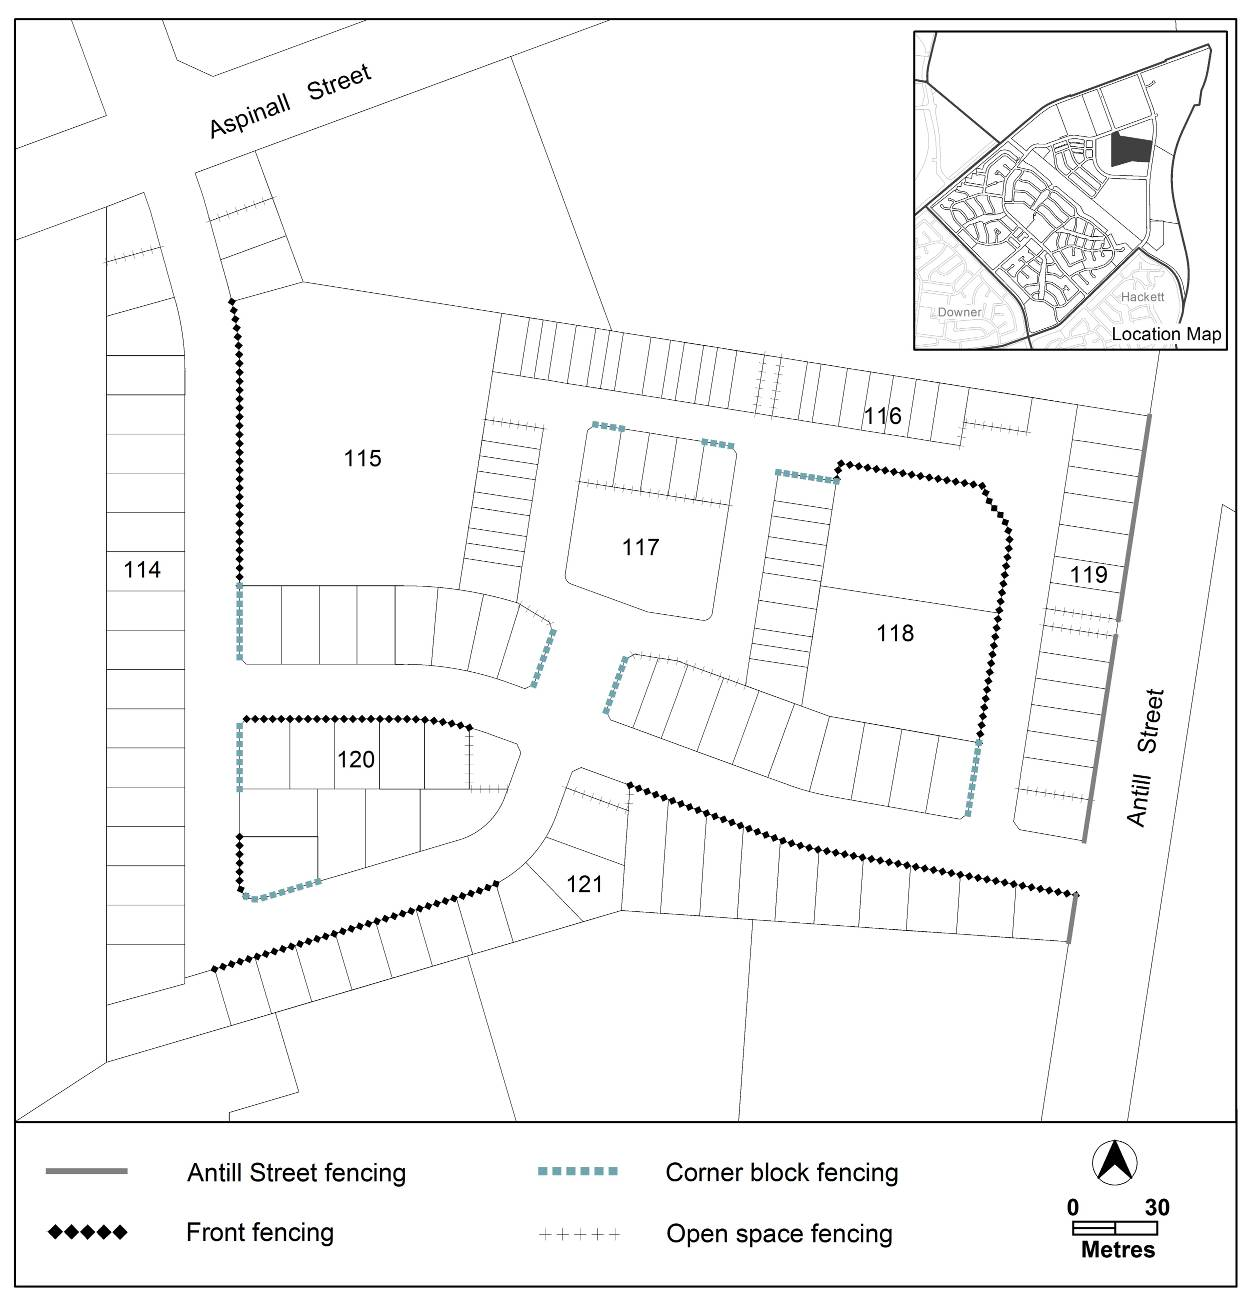 Aspinall Street
Downer
Hackett
Location Map
116
115
117
114
119
118
Antill Street
120
121
Antill Street fencing
Corner block fencing
Front fencing
Open space fencing
0 30
Metres